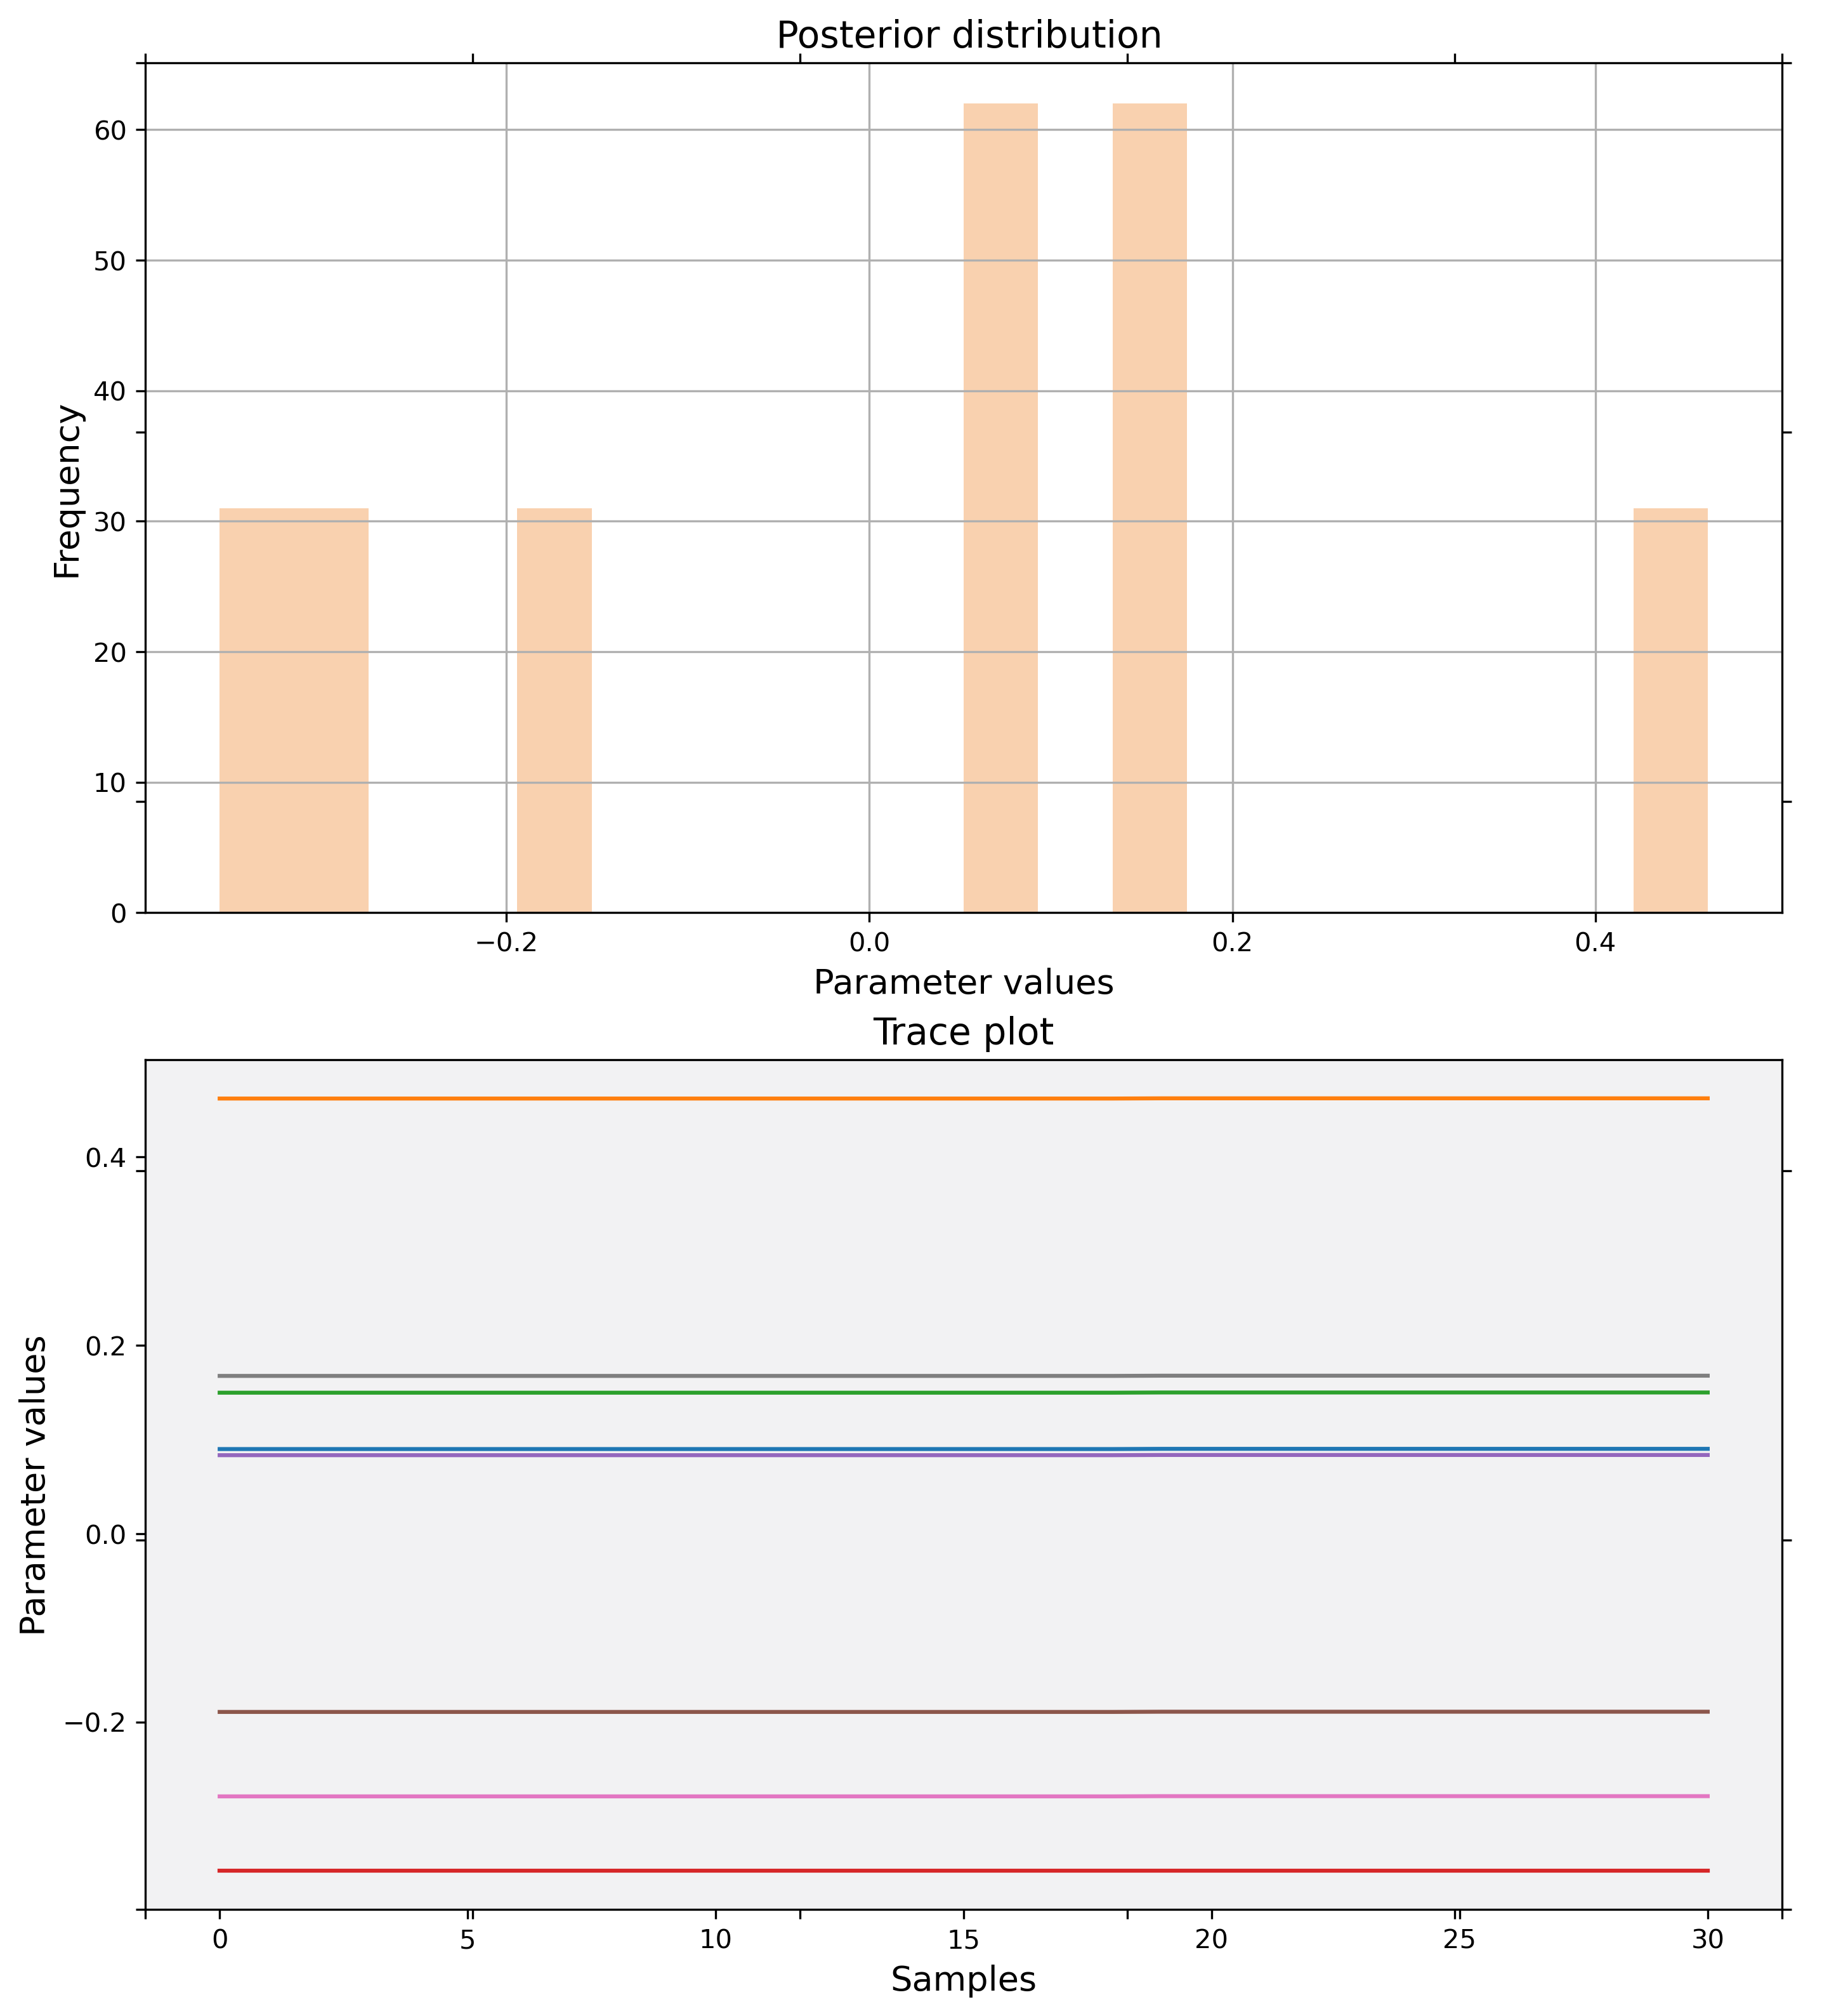 Posterior distribution
60
50
40
30
20
10
0
Frequency
−0.2 0.0 0.2 0.4
Parameter values
Trace plot
0.4
0.2
0.0
−0.2
Parameter values
0 5 10 15 20 25 30
Samples